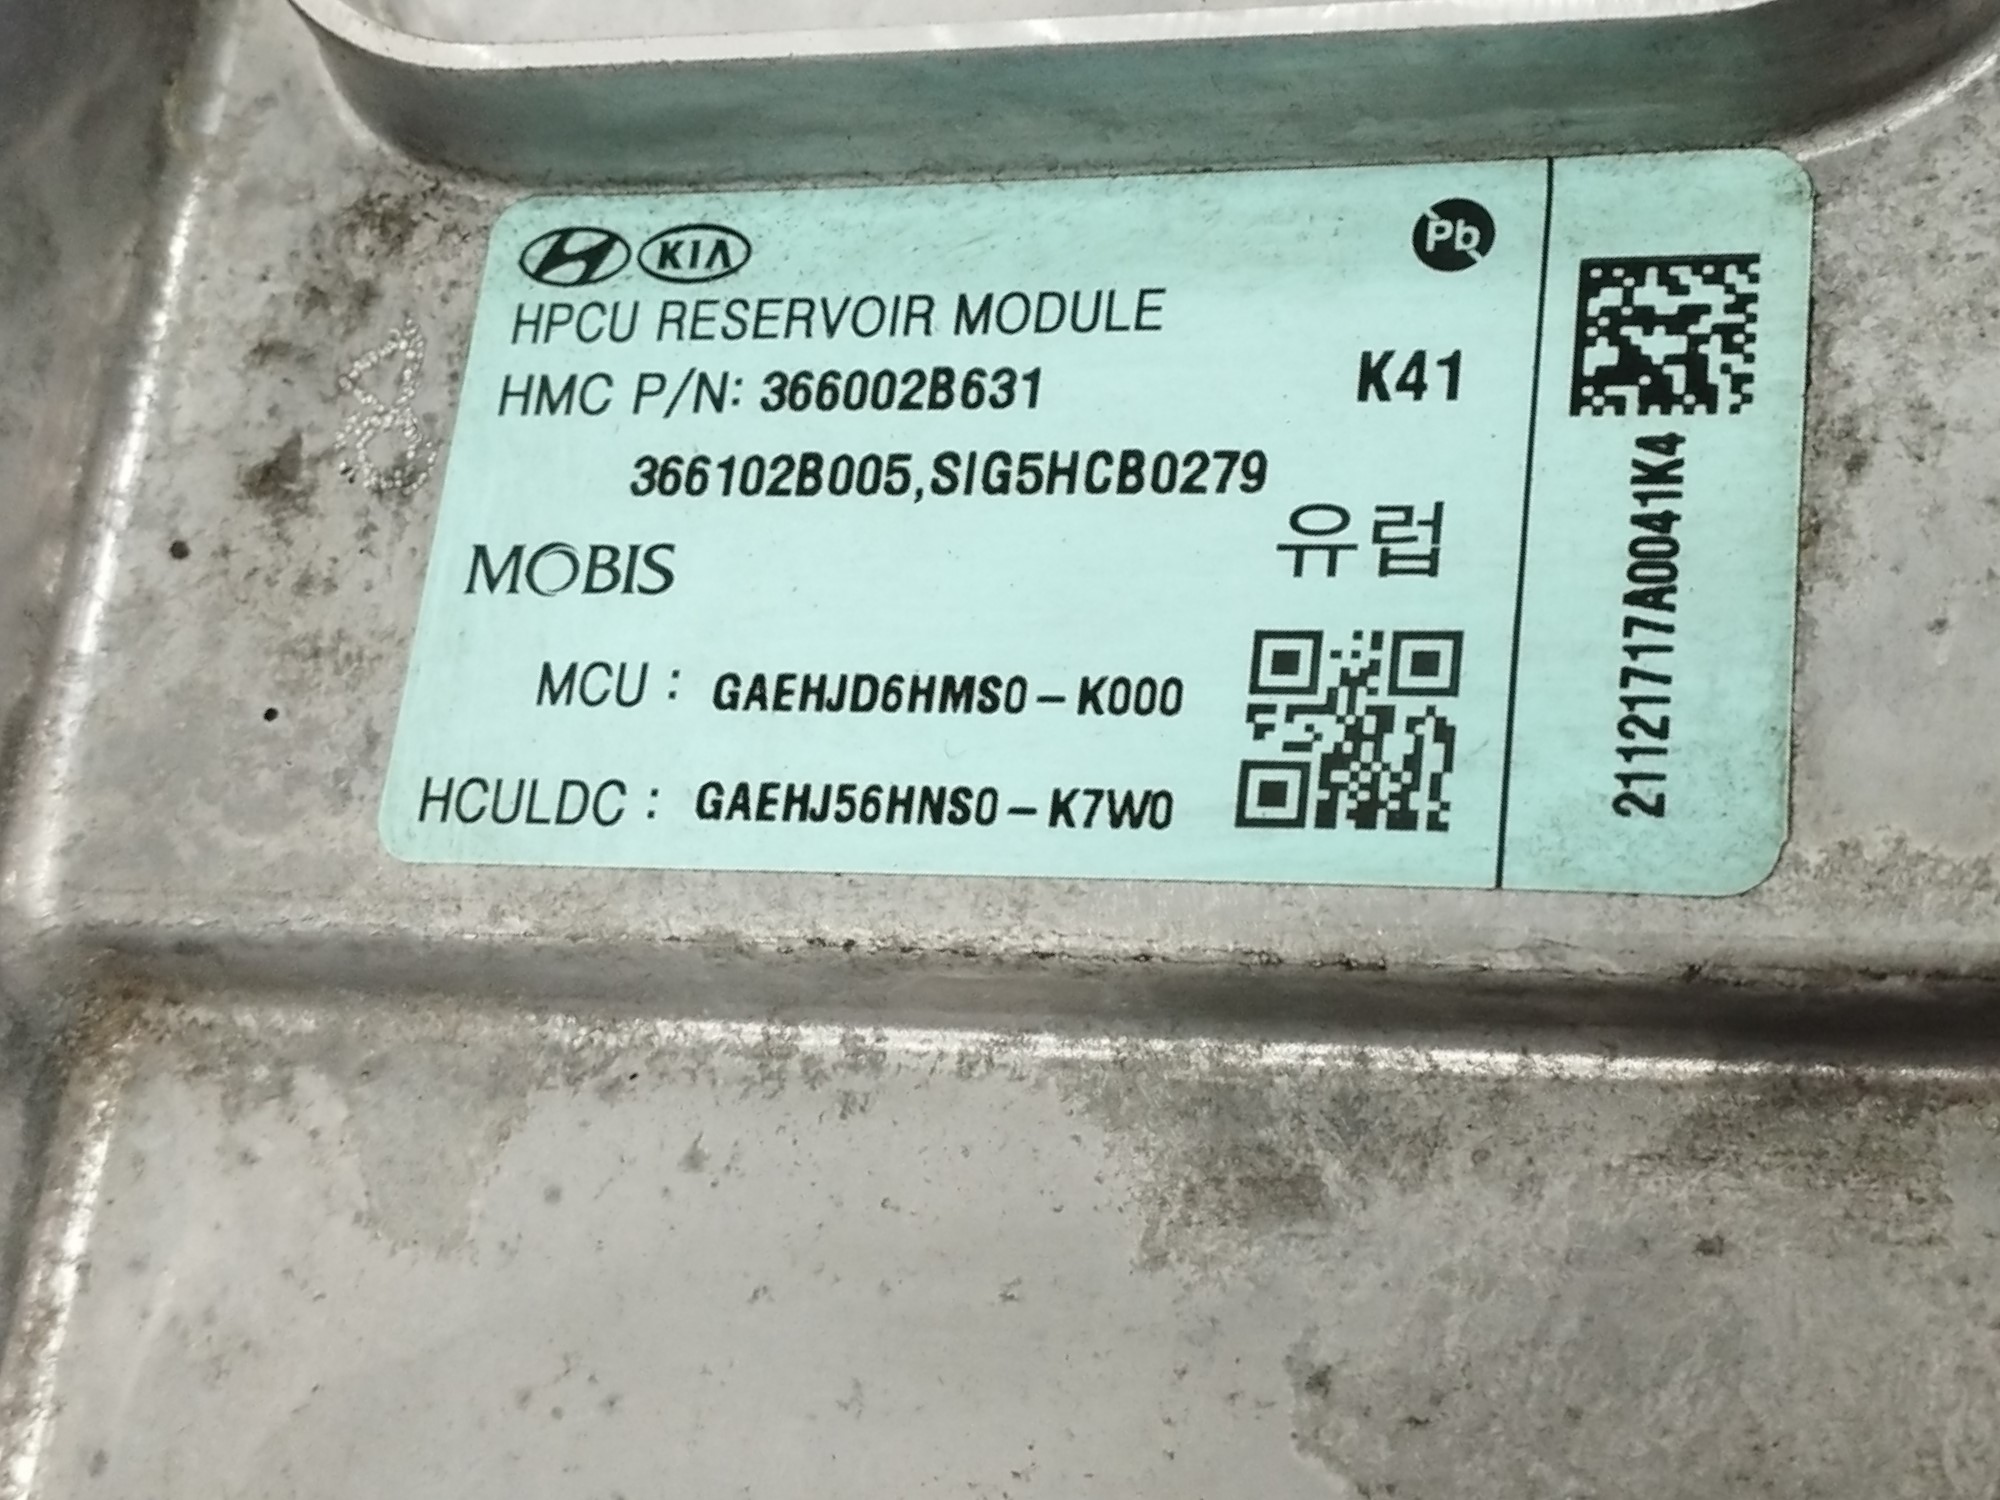 KIA
Pb
HPCU RESERVOIR MODULE
HMC P/N: 366002B631
K41
366102B005,SIG5HCB0279
유럽
MOBIS
MCU : GAEHJD6HMS0-K000
HCULDC : GAEHJ56HNS0-K7W0
21121717A0041K4